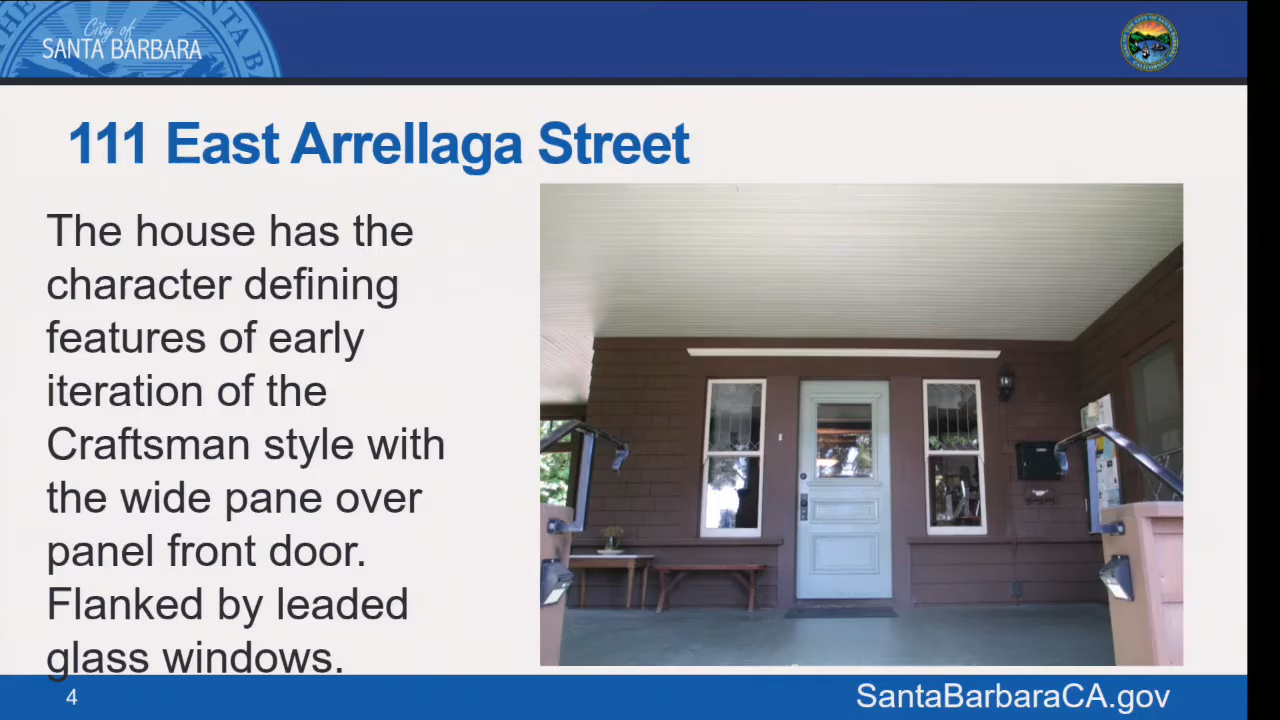 City of
SANTA BARBARA
111 East Arrellaga Street
The house has the
character defining
features of early
iteration of the
Craftsman style with
the wide pane over
panel front door.
Flanked by leaded
glass windows.
4
SantaBarbaraCA.gov